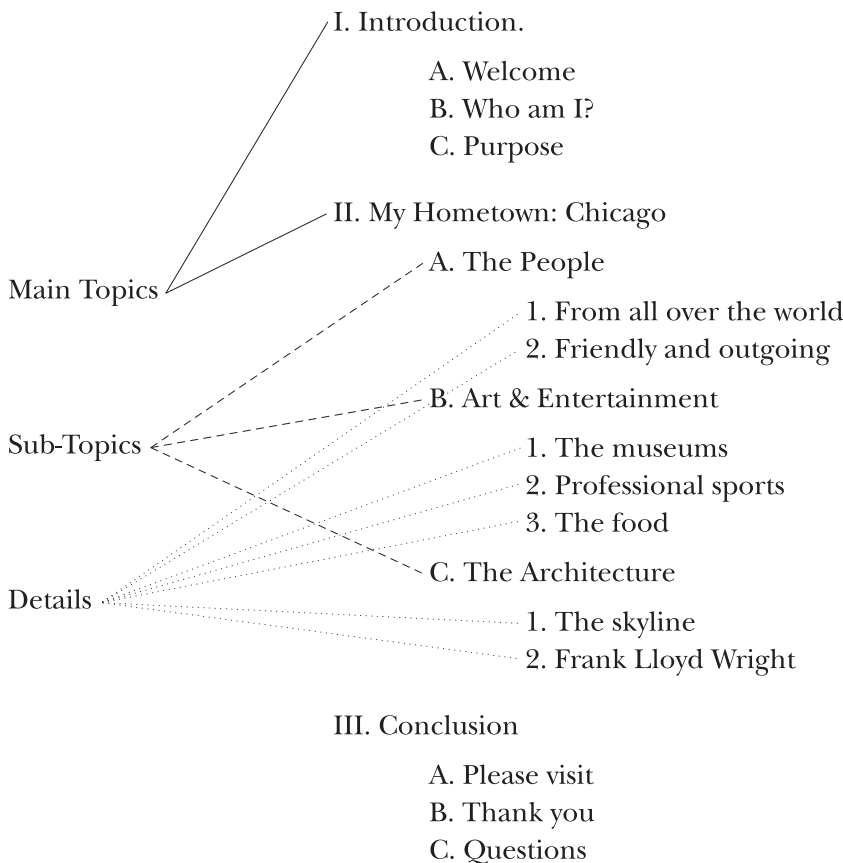 I. Introduction.
A. Welcome
B. Who am I?
C. Purpose
II. My Hometown: Chicago
A. The People
Main Topics
1. From all over the world
2. Friendly and outgoing
B. Art & Entertainment
Sub-Topics
1. The museums
2. Professional sports
3. The food
C. The Architecture
Details
1. The skyline
2. Frank Lloyd Wright
III. Conclusion
A. Please visit
B. Thank you
C. Questions